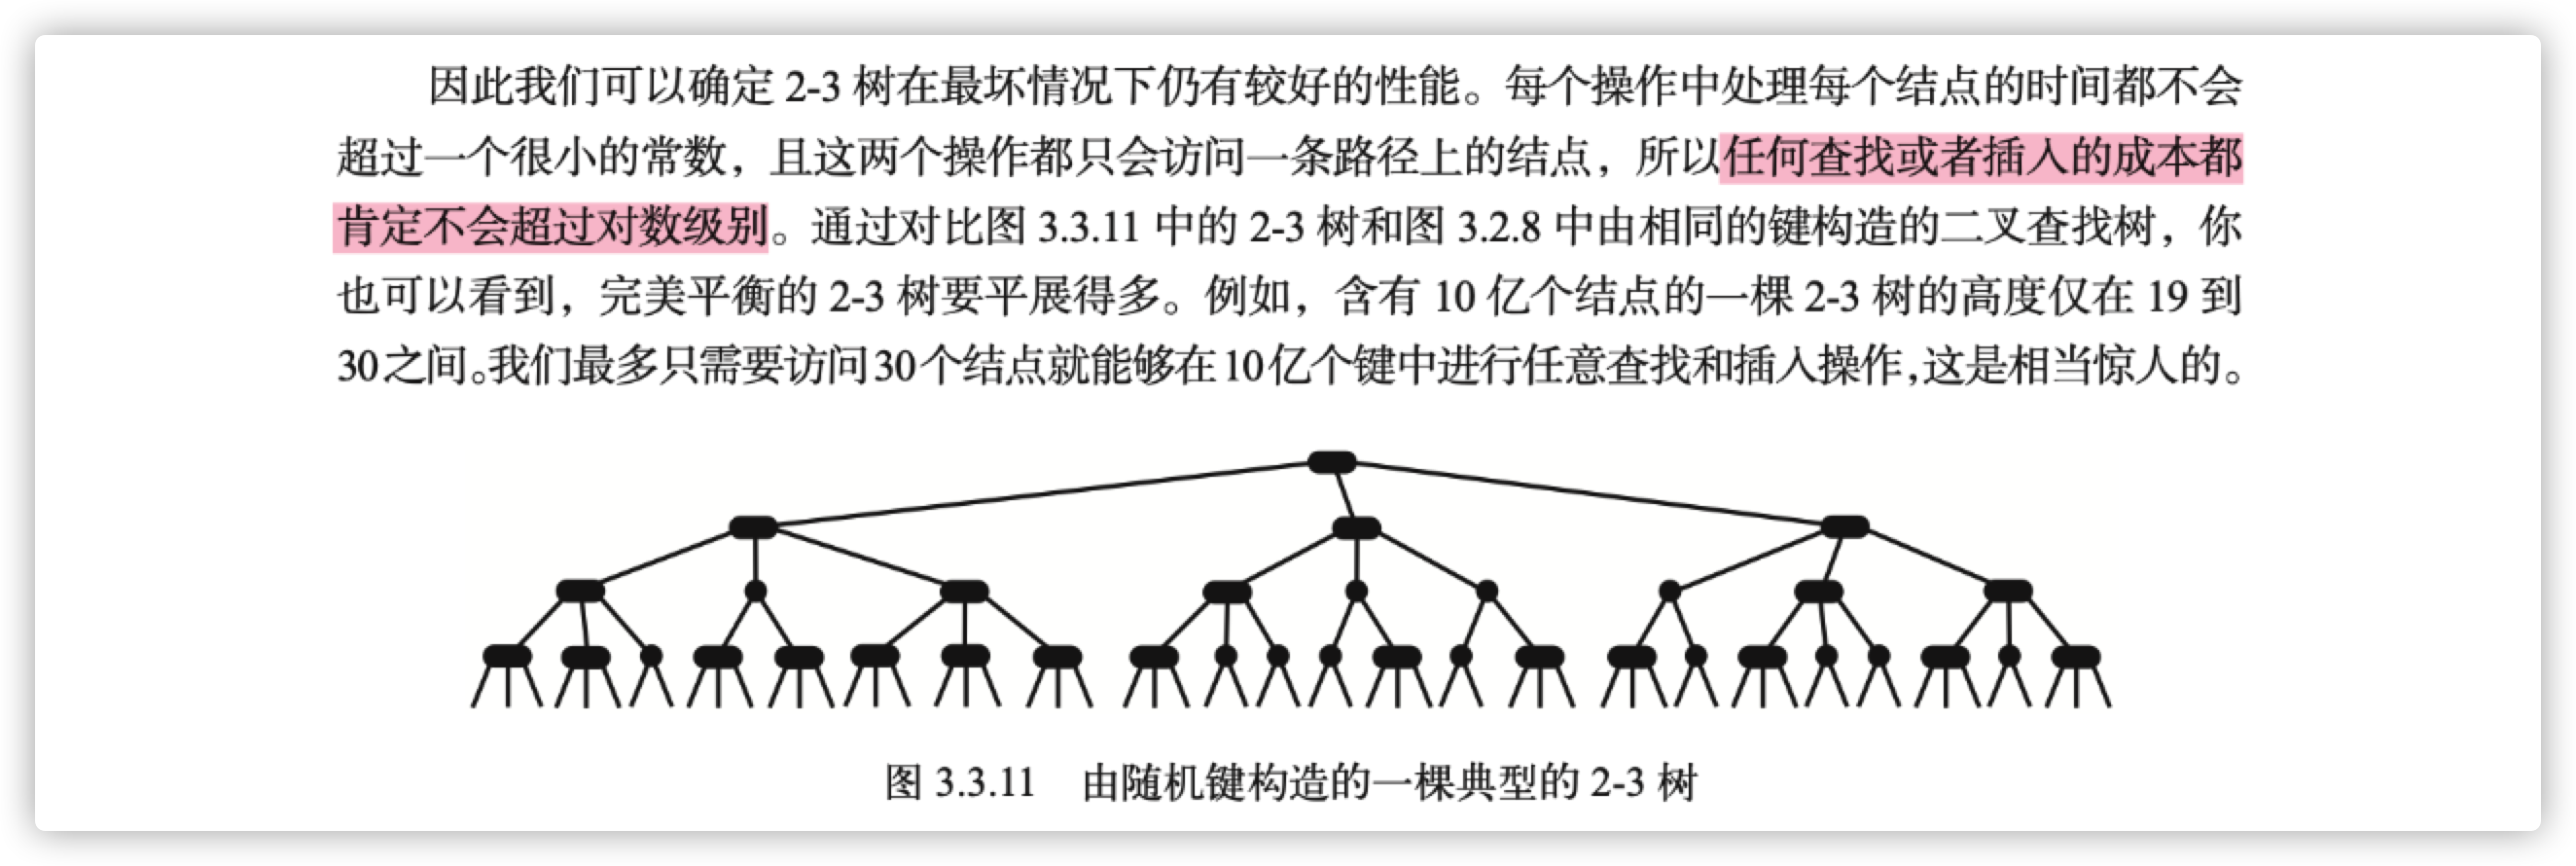 因此我们可以确定 2-3 树在最坏情况下仍有较好的性能。每个操作中处理每个结点的时间都不会
超过一个很小的常数，且这两个操作都只会访问一条路径上的结点，所以任何查找或者插入的成本都
肯定不会超过对数级别。通过对比图 3.3.11 中的 2-3 树和图 3.2.8 中由相同的键构造的二叉查找树，你
也可以看到，完美平衡的 2-3 树要平展得多。例如，含有 10 亿个结点的一棵 2-3 树的高度仅在 19 到
30之间。我们最多只需要访问30个结点就能够在10亿个键中进行任意查找和插入操作，这是相当惊人的。
图 3.3.11 由随机键构造的一棵典型的 2-3 树